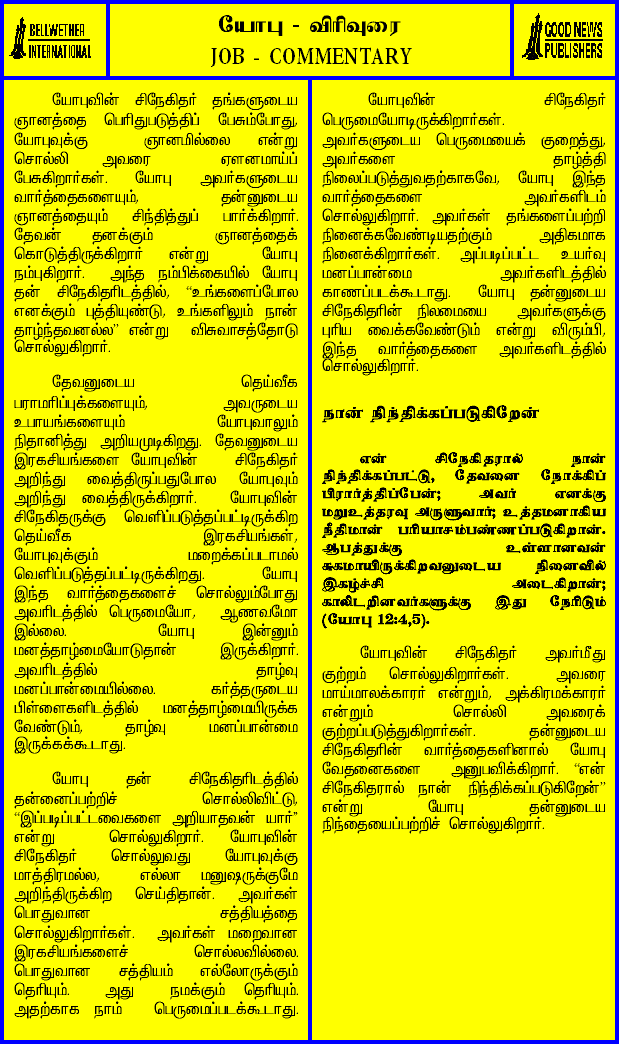 BELLWETHER
INTERNATIONAL
யோபு - விரிவுரை
JOB - COMMENTARY
GOOD NEWS
PUBLISHERS
யோபுவின் சிநேகிதர் தங்களுடைய
ஞானத்தை பெரிதுபடுத்திப் பேசும்போது,
யோபுவுக்கு ஞானமில்லை என்று
சொல்லி அவரை ஏளனமாய்ப்
பேசுகிறார்கள். யோபு அவர்களுடைய
வார்த்தைகளையும், தன்னுடைய
ஞானத்தையும் சிந்தித்துப் பார்க்கிறார்.
தேவன் தனக்கும் ஞானத்தைக்
கொடுத்திருக்கிறார் என்று யோபு
நம்புகிறார். அந்த நம்பிக்கையில் யோபு
தன் சிநேகிதரிடத்தில், “உங்களைப்போல
எனக்கும் புத்தியுண்டு, உங்களிலும் நான்
தாழ்ந்தவனல்ல” என்று விசுவாசத்தோடு
சொல்லுகிறார்.
தேவனுடைய தெய்வீக
பராமரிப்புக்களையும், அவருடைய
உபாயங்களையும் யோபுவாலும்
நிதானித்து அறியமுடிகிறது. தேவனுடைய
இரகசியங்களை யோபுவின் சிநேகிதர்
அறிந்து வைத்திருப்பதுபோல யோபுவும்
அறிந்து வைத்திருக்கிறார். யோபுவின்
சிநேகிதருக்கு வெளிப்படுத்தப்பட்டிருக்கிற
தெய்வீக இரகசியங்கள்,
யோபுவுக்கும் மறைக்கப்படாமல்
வெளிப்படுத்தப்பட்டிருக்கிறது. யோபு
இந்த வார்த்தைகளைச் சொல்லும்போது
அவரிடத்தில் பெருமையோ, ஆணவமோ
இல்லை. யோபு இன்னும்
மனத்தாழ்மையோடுதான் இருக்கிறார்.
அவரிடத்தில் தாழ்வு
மனப்பான்மையில்லை. கர்த்தருடைய
பிள்ளைகளிடத்தில் மனத்தாழ்மையிருக்க
வேண்டும், தாழ்வு மனப்பான்மை
இருக்கக்கூடாது.
யோபு தன் சிநேகிதரிடத்தில்
தன்னைப்பற்றிச் சொல்லிவிட்டு,
“இப்படிப்பட்டவைகளை அறியாதவன் யார்”
என்று சொல்லுகிறார். யோபுவின்
சிநேகிதர் சொல்லுவது யோபுவுக்கு
மாத்திரமல்ல, எல்லா மனுஷருக்குமே
அறிந்திருக்கிற செய்திதான். அவர்கள்
பொதுவான சத்தியத்தை
சொல்லுகிறார்கள். அவர்கள் மறைவான
இரகசியங்களைச் சொல்லவில்லை.
பொதுவான சத்தியம் எல்லோருக்கும்
தெரியும். அது நமக்கும் தெரியும்.
அதற்காக நாம் பெருமைப்படக்கூடாது.
யோபுவின் சிநேகிதர்
பெருமையோடிருக்கிறார்கள்.
அவர்களுடைய பெருமையைக் குறைத்து,
அவர்களை தாழ்த்தி
நிலைப்படுத்துவதற்காகவே, யோபு இந்த
வார்த்தைகளை அவர்களிடம்
சொல்லுகிறார். அவர்கள் தங்களைப்பற்றி
நினைக்கவேண்டியதற்கும் அதிகமாக
நினைக்கிறார்கள். அப்படிப்பட்ட உயர்வு
மனப்பான்மை அவர்களிடத்தில்
காணப்படக்கூடாது. யோபு தன்னுடைய
சிநேகிதரின் நிலமையை அவர்களுக்கு
புரிய வைக்கவேண்டும் என்று விரும்பி,
இந்த வார்த்தைகளை அவர்களிடத்தில்
சொல்லுகிறார்.
நான் நிந்திக்கப்படுகிறேன்
என் சிநேகிதரால் நான்
நிந்திக்கப்பட்டு, தேவனை நோக்கிப்
பிரார்த்திப்பேன்; அவர் எனக்கு
மறுஉத்தரவு அருளுவார்; உத்தமனாகிய
நீதிமான் பரியாசம்பண்ணப்படுகிறான்.
ஆபத்துக்கு உள்ளானவன்
சுகமாயிருக்கிறவனுடைய நினைவில்
இகழ்ச்சி அடைகிறான்;
காலிடறினவர்களுக்கு இது நேரிடும்
(யோபு 12:4,5).
யோபுவின் சிநேகிதர் அவர்மீது
குற்றம் சொல்லுகிறார்கள். அவரை
மாய்மாலக்காரர் என்றும், அக்கிரமக்காரர்
என்றும் சொல்லி அவரைக்
குற்றப்படுத்துகிறார்கள். தன்னுடைய
சிநேகிதரின் வார்த்தைகளினால் யோபு
வேதனைகளை அனுபவிக்கிறார். “என்
சிநேகிதரால் நான் நிந்திக்கப்படுகிறேன்”
என்று யோபு தன்னுடைய
நிந்தையைப்பற்றிச் சொல்லுகிறார்.